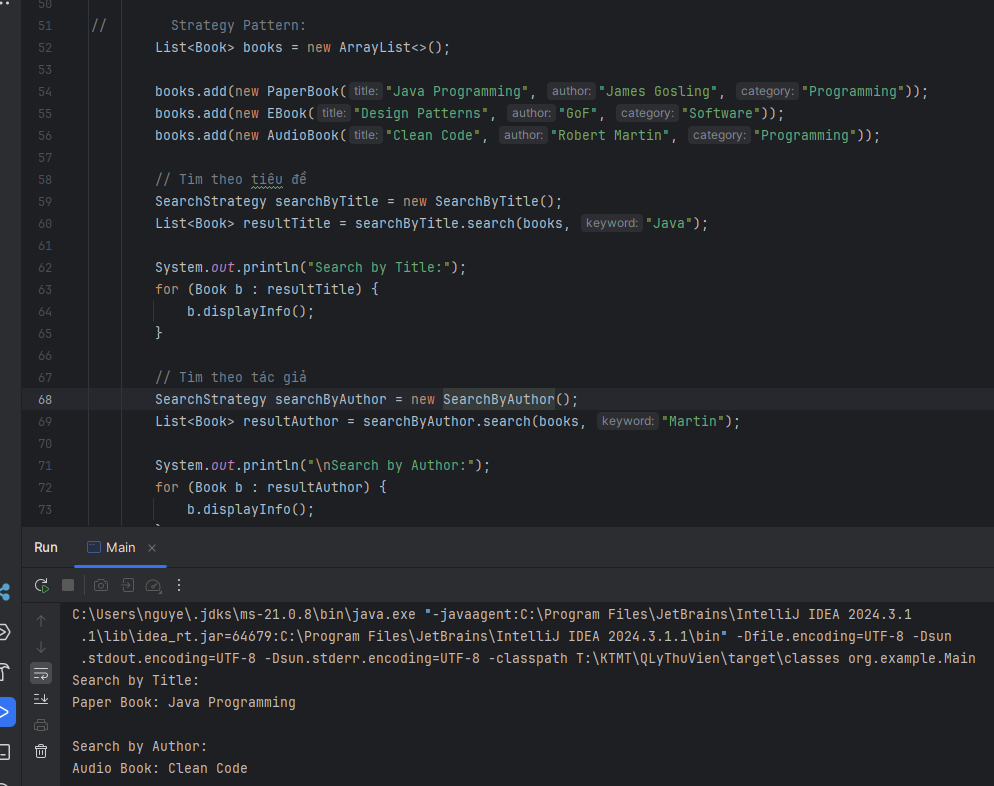 50
51 // Strategy Pattern:
52 List<Book> books = new ArrayList<>();
53
54 books.add(new PaperBook( title: "Java Programming", author: "James Gosling", category: "Programming"));
55 books.add(new EBook( title: "Design Patterns", author: "GoF", category: "Software"));
56 books.add(new AudioBook( title: "Clean Code", author: "Robert Martin", category: "Programming"));
57
58 // Tìm theo tiêu đề
59 SearchStrategy searchByTitle = new SearchByTitle();
60 List<Book> resultTitle = searchByTitle.search(books, keyword: "Java");
61
62 System.out.println("Search by Title:");
63 for (Book b : resultTitle) {
64 b.displayInfo();
65 }
66
67 // Tìm theo tác giả
68 SearchStrategy searchByAuthor = new SearchByAuthor();
69 List<Book> resultAuthor = searchByAuthor.search(books, keyword: "Martin");
70
71 System.out.println("\nSearch by Author:");
72 for (Book b : resultAuthor) {
73 b.displayInfo();
Run Main
C:\Users\nguye\.jdks\ms-21.0.8\bin\java.exe "-javaagent:C:\Program Files\JetBrains\IntelliJ IDEA 2024.3.1
.1\lib\idea_rt.jar=64679:C:\Program Files\JetBrains\IntelliJ IDEA 2024.3.1.1\bin" -Dfile.encoding=UTF-8 -Dsun
.stdout.encoding=UTF-8 -Dsun.stderr.encoding=UTF-8 -classpath T:\KTMT\QLyThuVien\target\classes org.example.Main
Search by Title:
Paper Book: Java Programming
Search by Author:
Audio Book: Clean Code